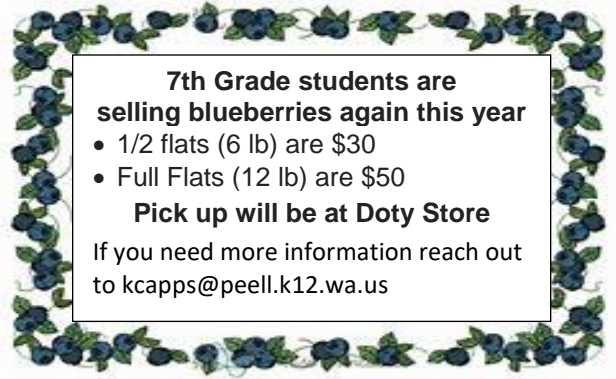 7th Grade students are
selling blueberries again this year
• 1/2 flats (6 lb) are $30
• Full Flats (12 lb) are $50
Pick up will be at Doty Store
If you need more information reach out
to kcapps@peell.k12.wa.us